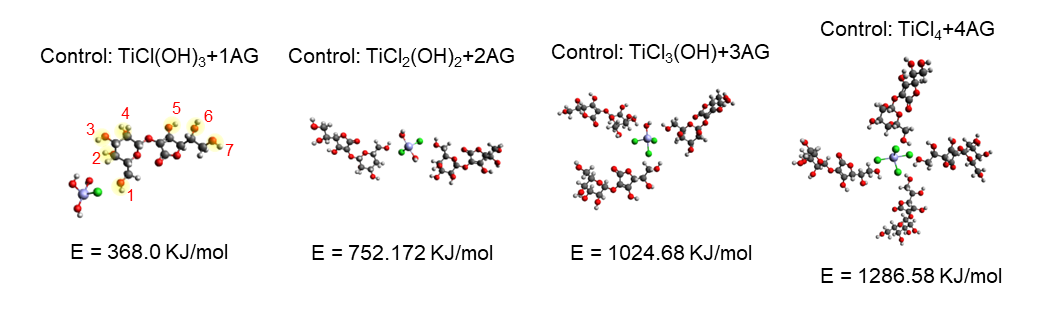 Control: TiCl(OH)₃+1AG
Control: TiCl₂(OH)₂+2AG
Control: TiCl₃(OH)+3AG
Control: TiCl₄+4AG
1
2
3
4
5
6
7
E = 368.0 KJ/mol
E = 752.172 KJ/mol
E = 1024.68 KJ/mol
E = 1286.58 KJ/mol